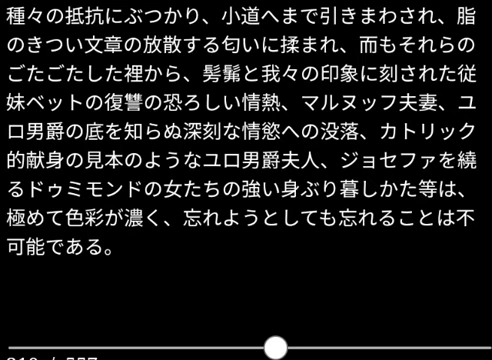 種々の抵抗にぶつかり、小道へまで引きまわされ、脂
のきつい文章の放散する匂いに揉まれ、而もそれらの
ごたごたした裡から、髣髴と我々の印象に刻された従
妹ベットの復讐の恐ろしい情熱、マルヌッフ夫妻、ユ
ロ男爵の底を知らぬ深刻な情慾への没落、カトリック
的献身の見本のようなユロ男爵夫人、ジョセファを繞
るドゥミモンドの女たちの強い身ぶり暮しかた等は、
極めて色彩が濃く、忘れようとしても忘れることは不
可能である。